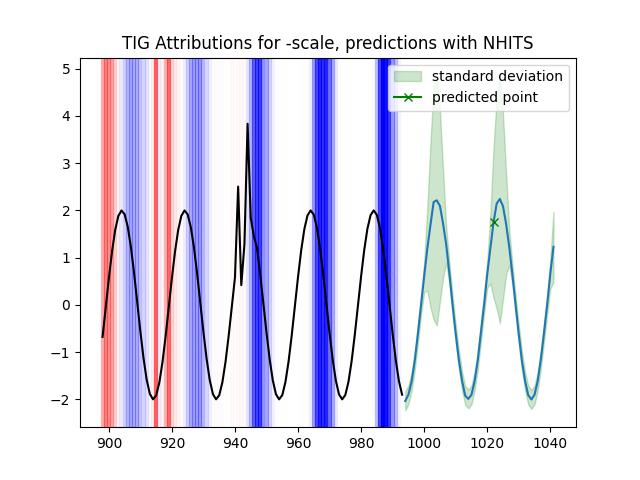 TIG Attributions for -scale, predictions with NHITS
5
4
3
2
1
0
−1
−2
standard deviation
predicted point
900 920 940 960 980 1000 1020 1040